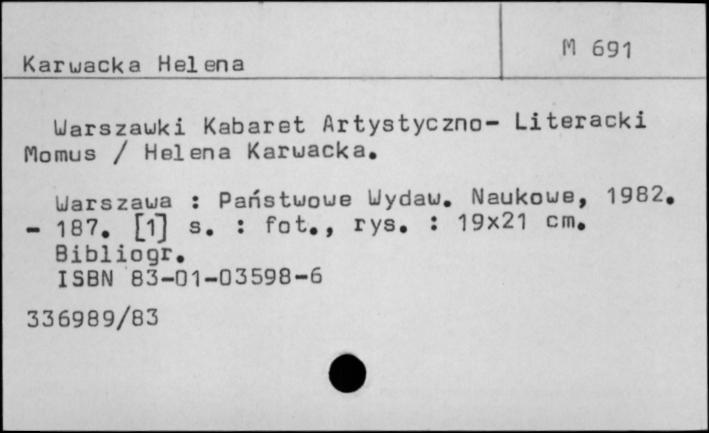 Karwacka Helena
M 691
Warszawki Kabaret Artystyczno- Literacki
Momus / Helena Karwacka.
Warszawa : Państwowe Wydaw. Naukowe, 1982.
- 187. [1] s. : fot., rys. : 19x21 cm.
Bibliogr.
ISBN 83-01-03598-6
336989/83